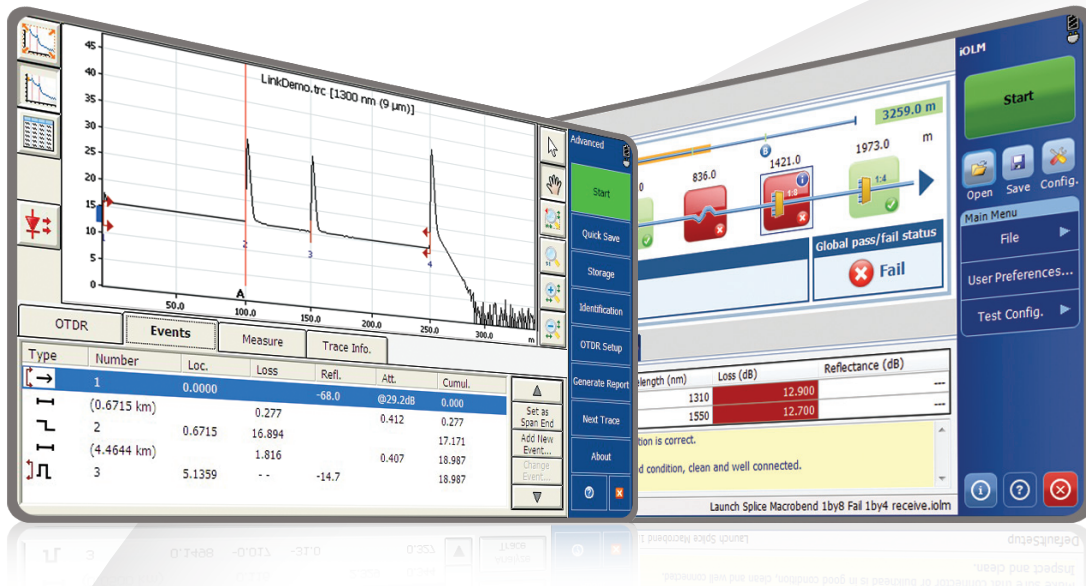 LinkDemo.trc [1300 nm (9 µm)]
45
40
35
30
25
20
15
10
5
0
1
2
3
4
A
50.0
100.0
150.0
200.0
250.0
300.0
m
OTDR
Events
Measure
Trace Info.
Type Number Loc. Loss Refl. Att. Cumul.
1 0.0000 -68.0 @29.2dB 0.000
(0.6715 km) 0.277 0.412 0.277
2 0.6715 16.894 17.171
(4.4644 km) 1.816 0.407 18.987
3 5.1359 - - -14.7 18.987
Set as
Span End
Add New
Event...
Change
Event...
Advanced
Start
Quick Save
Storage
Identification
OTDR Setup
Generate Report
Next Trace
About
3259.0 m
B
836.0
1421.0
1973.0
m
1:8
1:4
Global pass/fail status
Fail
Loss (dB)
Reflectance (dB)
(nm)
1310 12.900 ---
1550 12.700 ---
is correct.
condition, clean and well connected.
Launch Splice Macrobend 1by8 Fail 1by4 receive.iolm
iOLM
Start
Open
Save
Config.
Main Menu
File
User Preferences...
Test Config.